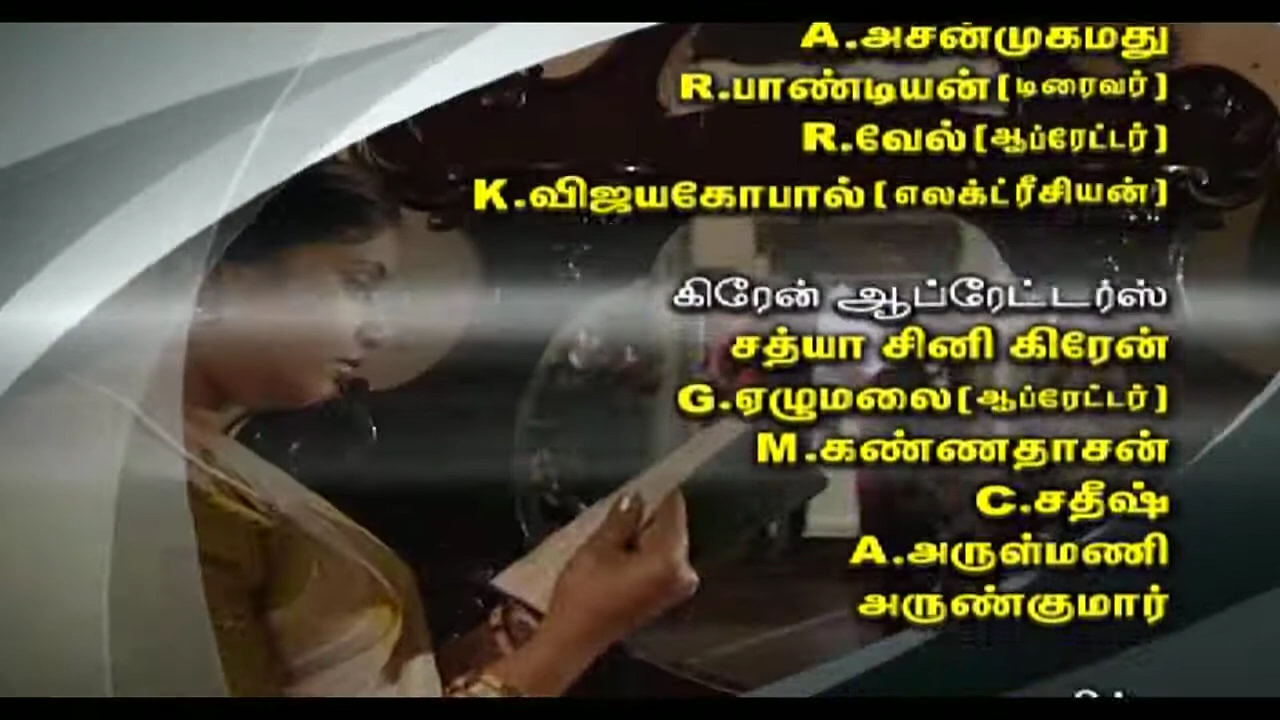 A.அசன்முகமது
R.பாண்டியன் [ டிரைவர் ]
R.வேல் [ ஆப்ரேட்டர் ]
K.விஜயகோபால் [ எலக்ட்ரீசியன் ]
கிரேன் ஆப்ரேட்டர்ஸ்
சத்யா சினி கிரேன்
G.ஏழுமலை [ ஆப்ரேட்டர் ]
M.கண்ணதாசன்
C.சதீஷ்
A.அருள்மணி
அருண்குமார்